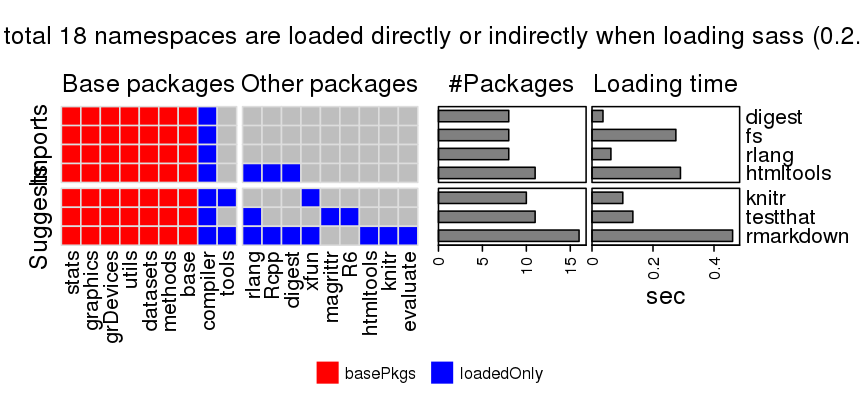 total 18 namespaces are loaded directly or indirectly when loading sass (0.2.
Base packages Other packages #Packages Loading time
Imports
Suggests
digest
fs
rlang
htmltools
knitr
testthat
rmarkdown
stats
graphics
grDevices
utils
datasets
methods
base
compiler
tools
rlang
Rcpp
digest
xfun
magrittr
R6
htmltools
knitr
evaluate
0 5 10 15
0 0.2 0.4
sec
basePkgs loadedOnly